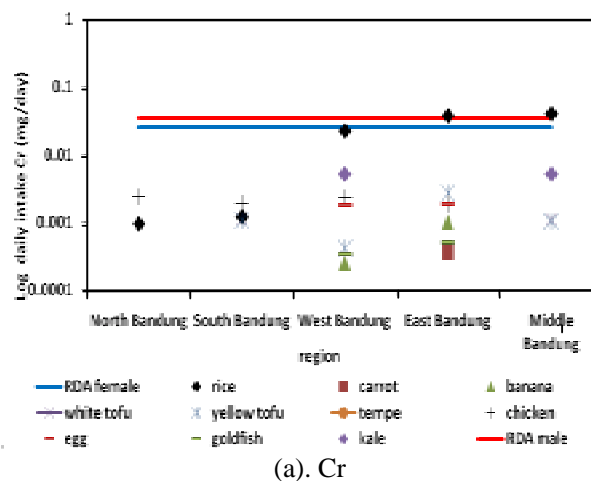 1
0.1
0.01
0.001
0.0001
Log daily intake Cr (mg/day)
North Bandung South Bandung West Bandung East Bandung Middle
Bandung
region
RDA female rice carrot banana
white tofu yellow tofu tempe chicken
egg goldfish kale RDA male
(a). Cr